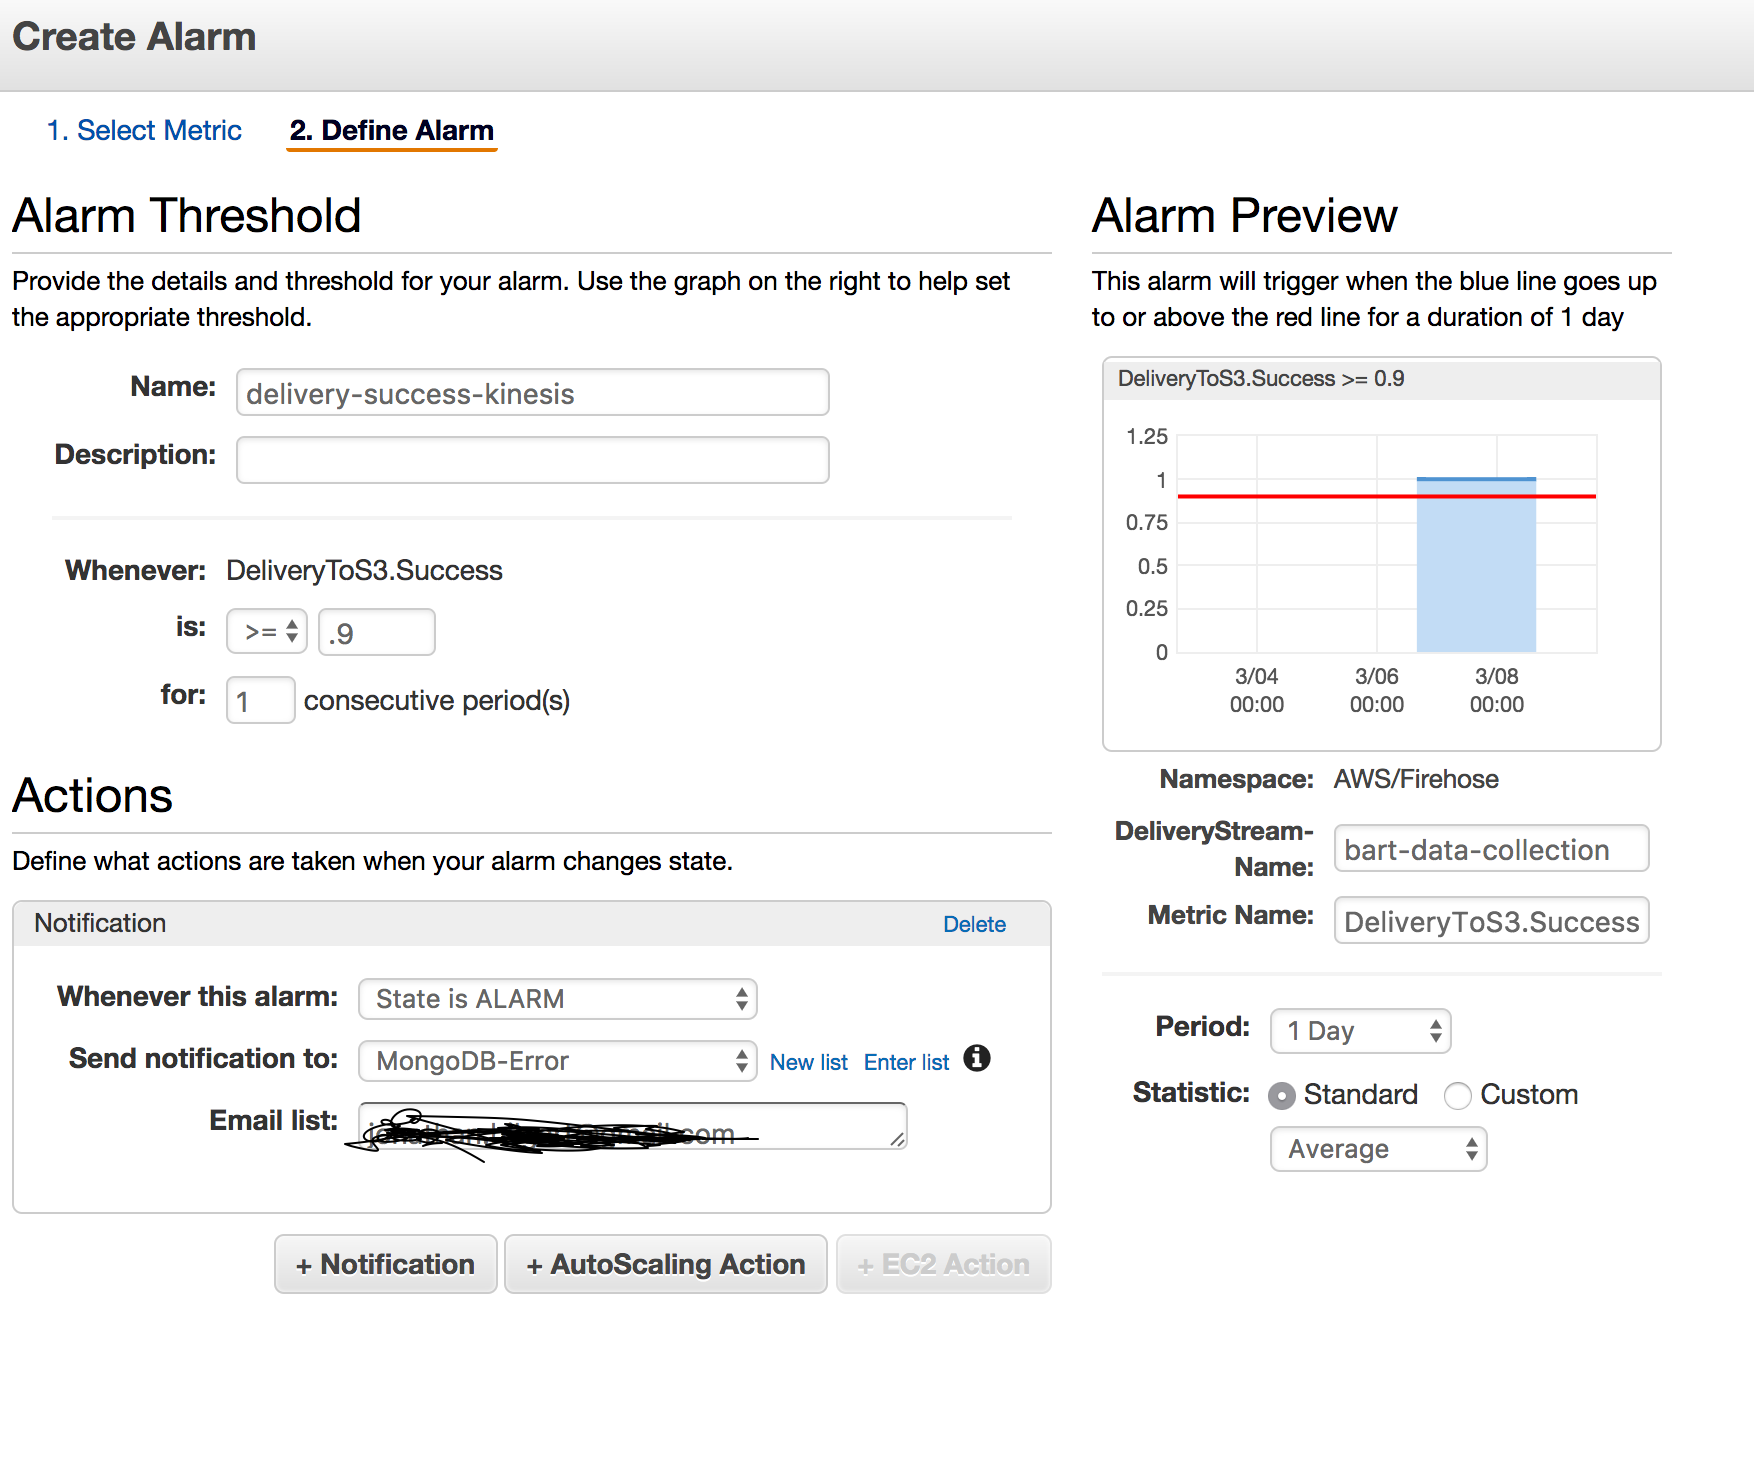 Create Alarm
1. Select Metric
2. Define Alarm
Alarm Threshold
Provide the details and threshold for your alarm. Use the graph on the right to help set
the appropriate threshold.
Name: delivery-success-kinesis
Description:
Whenever: DeliveryToS3.Success
is: >= .9
for: 1 consecutive period(s)
Actions
Define what actions are taken when your alarm changes state.
Notification Delete
Whenever this alarm: State is ALARM
Send notification to: MongoDB-Error New list Enter list
Email list:
+ Notification + AutoScaling Action + EC2 Action
Alarm Preview
This alarm will trigger when the blue line goes up
to or above the red line for a duration of 1 day
DeliveryToS3.Success >= 0.9
1.25
1
0.75
0.5
0.25
0
3/04 3/06 3/08
00:00 00:00 00:00
Namespace: AWS/Firehose
DeliveryStream-
Name: bart-data-collection
Metric Name: DeliveryToS3.Success
Period: 1 Day
Statistic: Standard Custom
Average